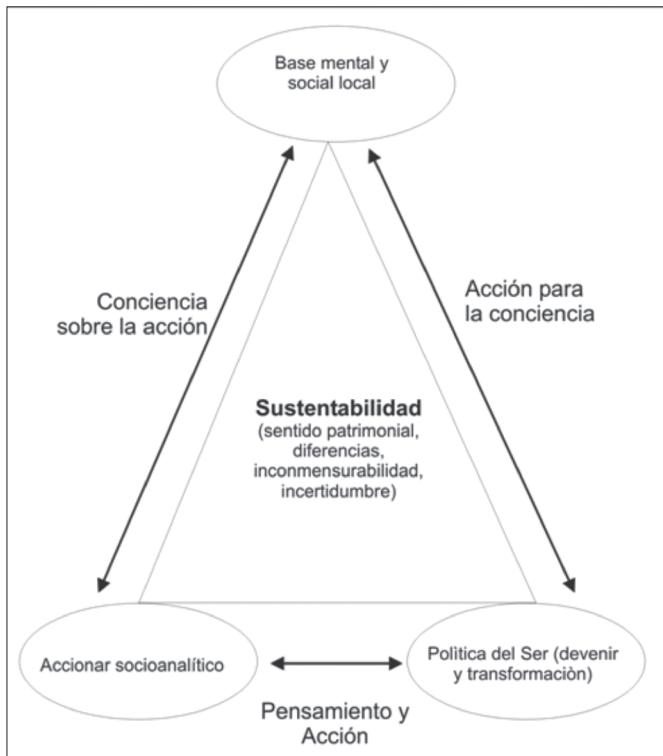 Base mental y
social local
Conciencia
sobre la acción
Acción para
la conciencia
Sustentabilidad
(sentido patrimonial,
diferencias,
inconmensurabilidad,
incertidumbre)
Accionar socioanalítico
Polìtica del Ser (devenir
y transformaciòn)
Pensamiento y
Acción